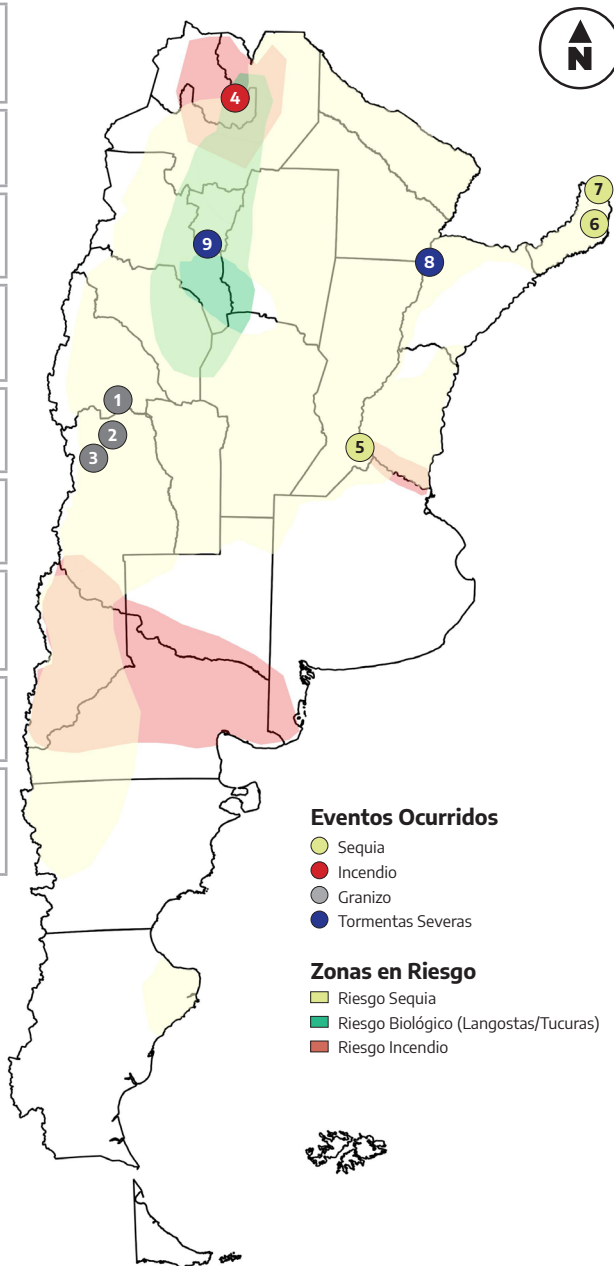 N
4
7
6
9
8
1
2
3
5
Eventos Ocurridos
Sequia
Incendio
Granizo
Tormentas Severas
Zonas en Riesgo
Riesgo Sequia
Riesgo Biológico (Langostas/Tucuras)
Riesgo Incendio